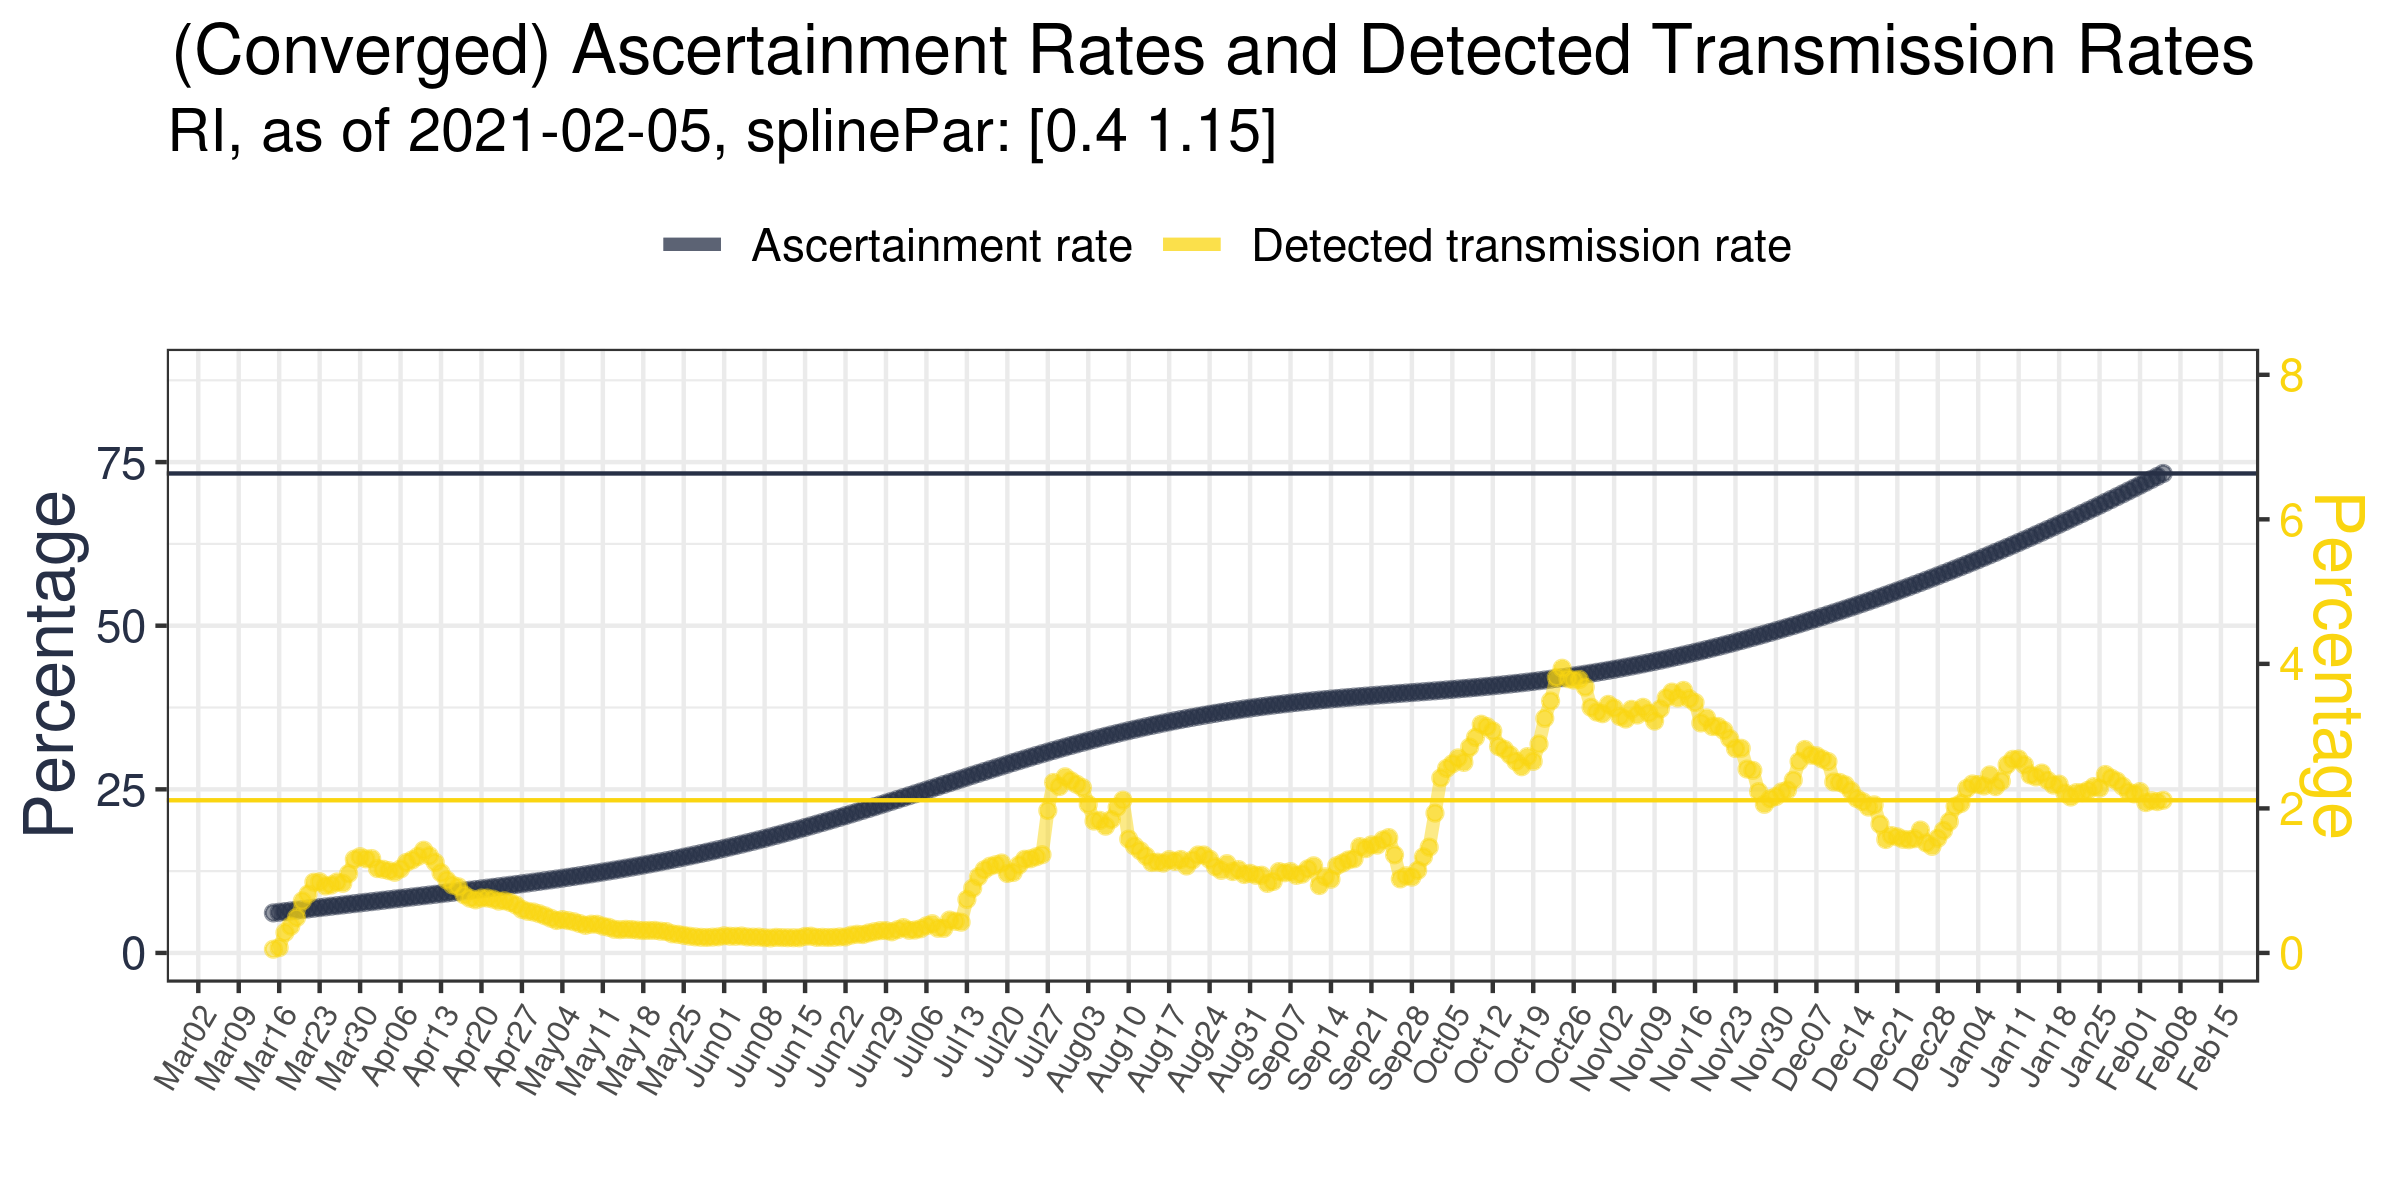 (Converged) Ascertainment Rates and Detected Transmission Rates
RI, as of 2021-02-05, splinePar: [0.4 1.15]
Ascertainment rate Detected transmission rate
Percentage
75
50
25
0
8
6
4
2
0
Percentage
Mar02 Mar09 Mar16 Mar23 Mar30 Apr06 Apr13 Apr20 Apr27 May04 May11 May18 May25 Jun01 Jun08 Jun15 Jun22 Jun29 Jul06 Jul13 Jul20 Jul27 Aug03 Aug10 Aug17 Aug24 Aug31 Sep07 Sep14 Sep21 Sep28 Oct05 Oct12 Oct19 Oct26 Nov02 Nov09 Nov16 Nov23 Nov30 Dec07 Dec14 Dec21 Dec28 Jan04 Jan11 Jan18 Jan25 Feb01 Feb08 Feb15